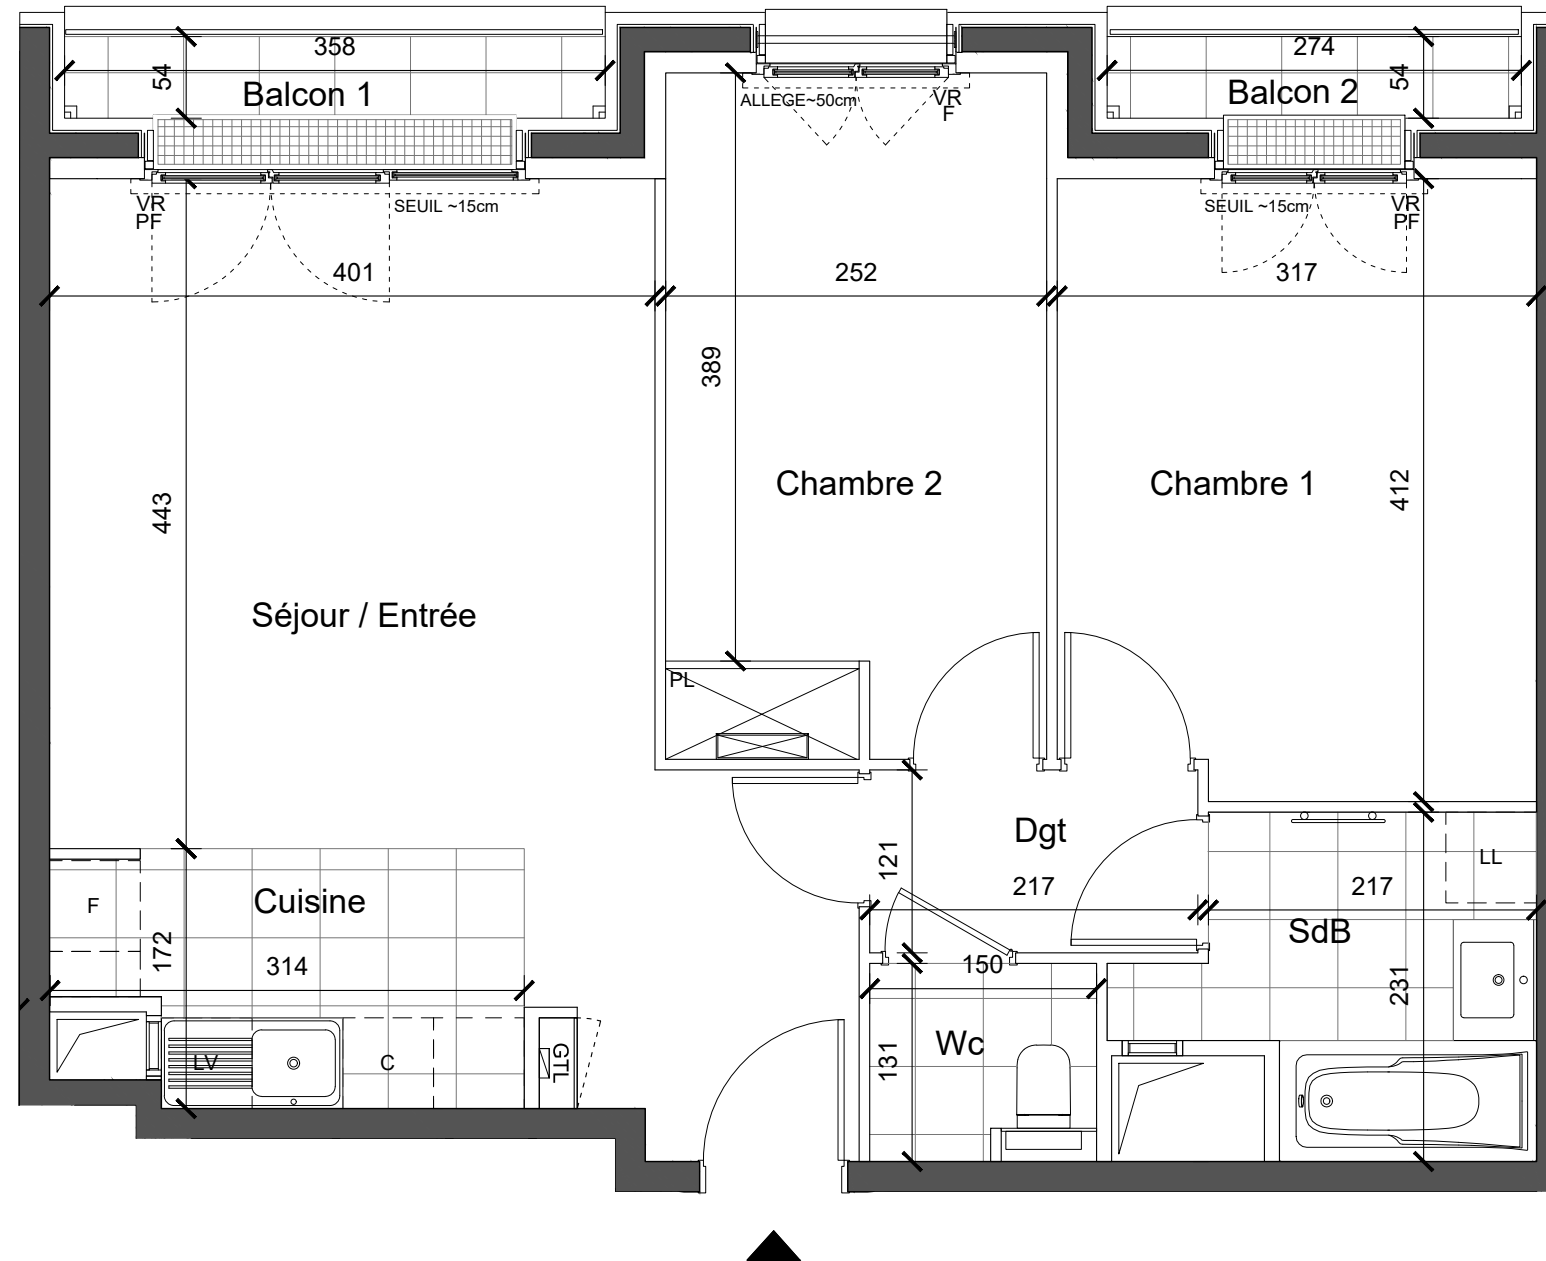 358
54
Balcon 1
ALLEGE~50cm
VR
F
274
54
Balcon 2
VR
PF
SEUIL ~15cm
SEUIL ~15cm
VR
PF
401
252
317
389
443
412
Chambre 2
Chambre 1
Séjour / Entrée
PL
Dgt
121
217
217
LL
F
Cuisine
172
314
150
SdB
231
LV
C
GTL
Wc
131